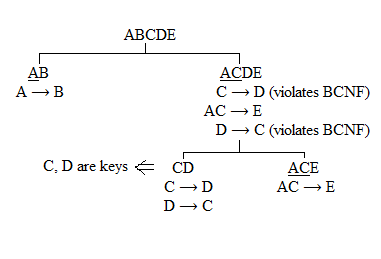 ABCDE
AB ACDE
A → B C → D (violates BCNF)
AC → E
D → C (violates BCNF)
C, D are keys ⇐ CD ACE
C → D AC → E
D → C